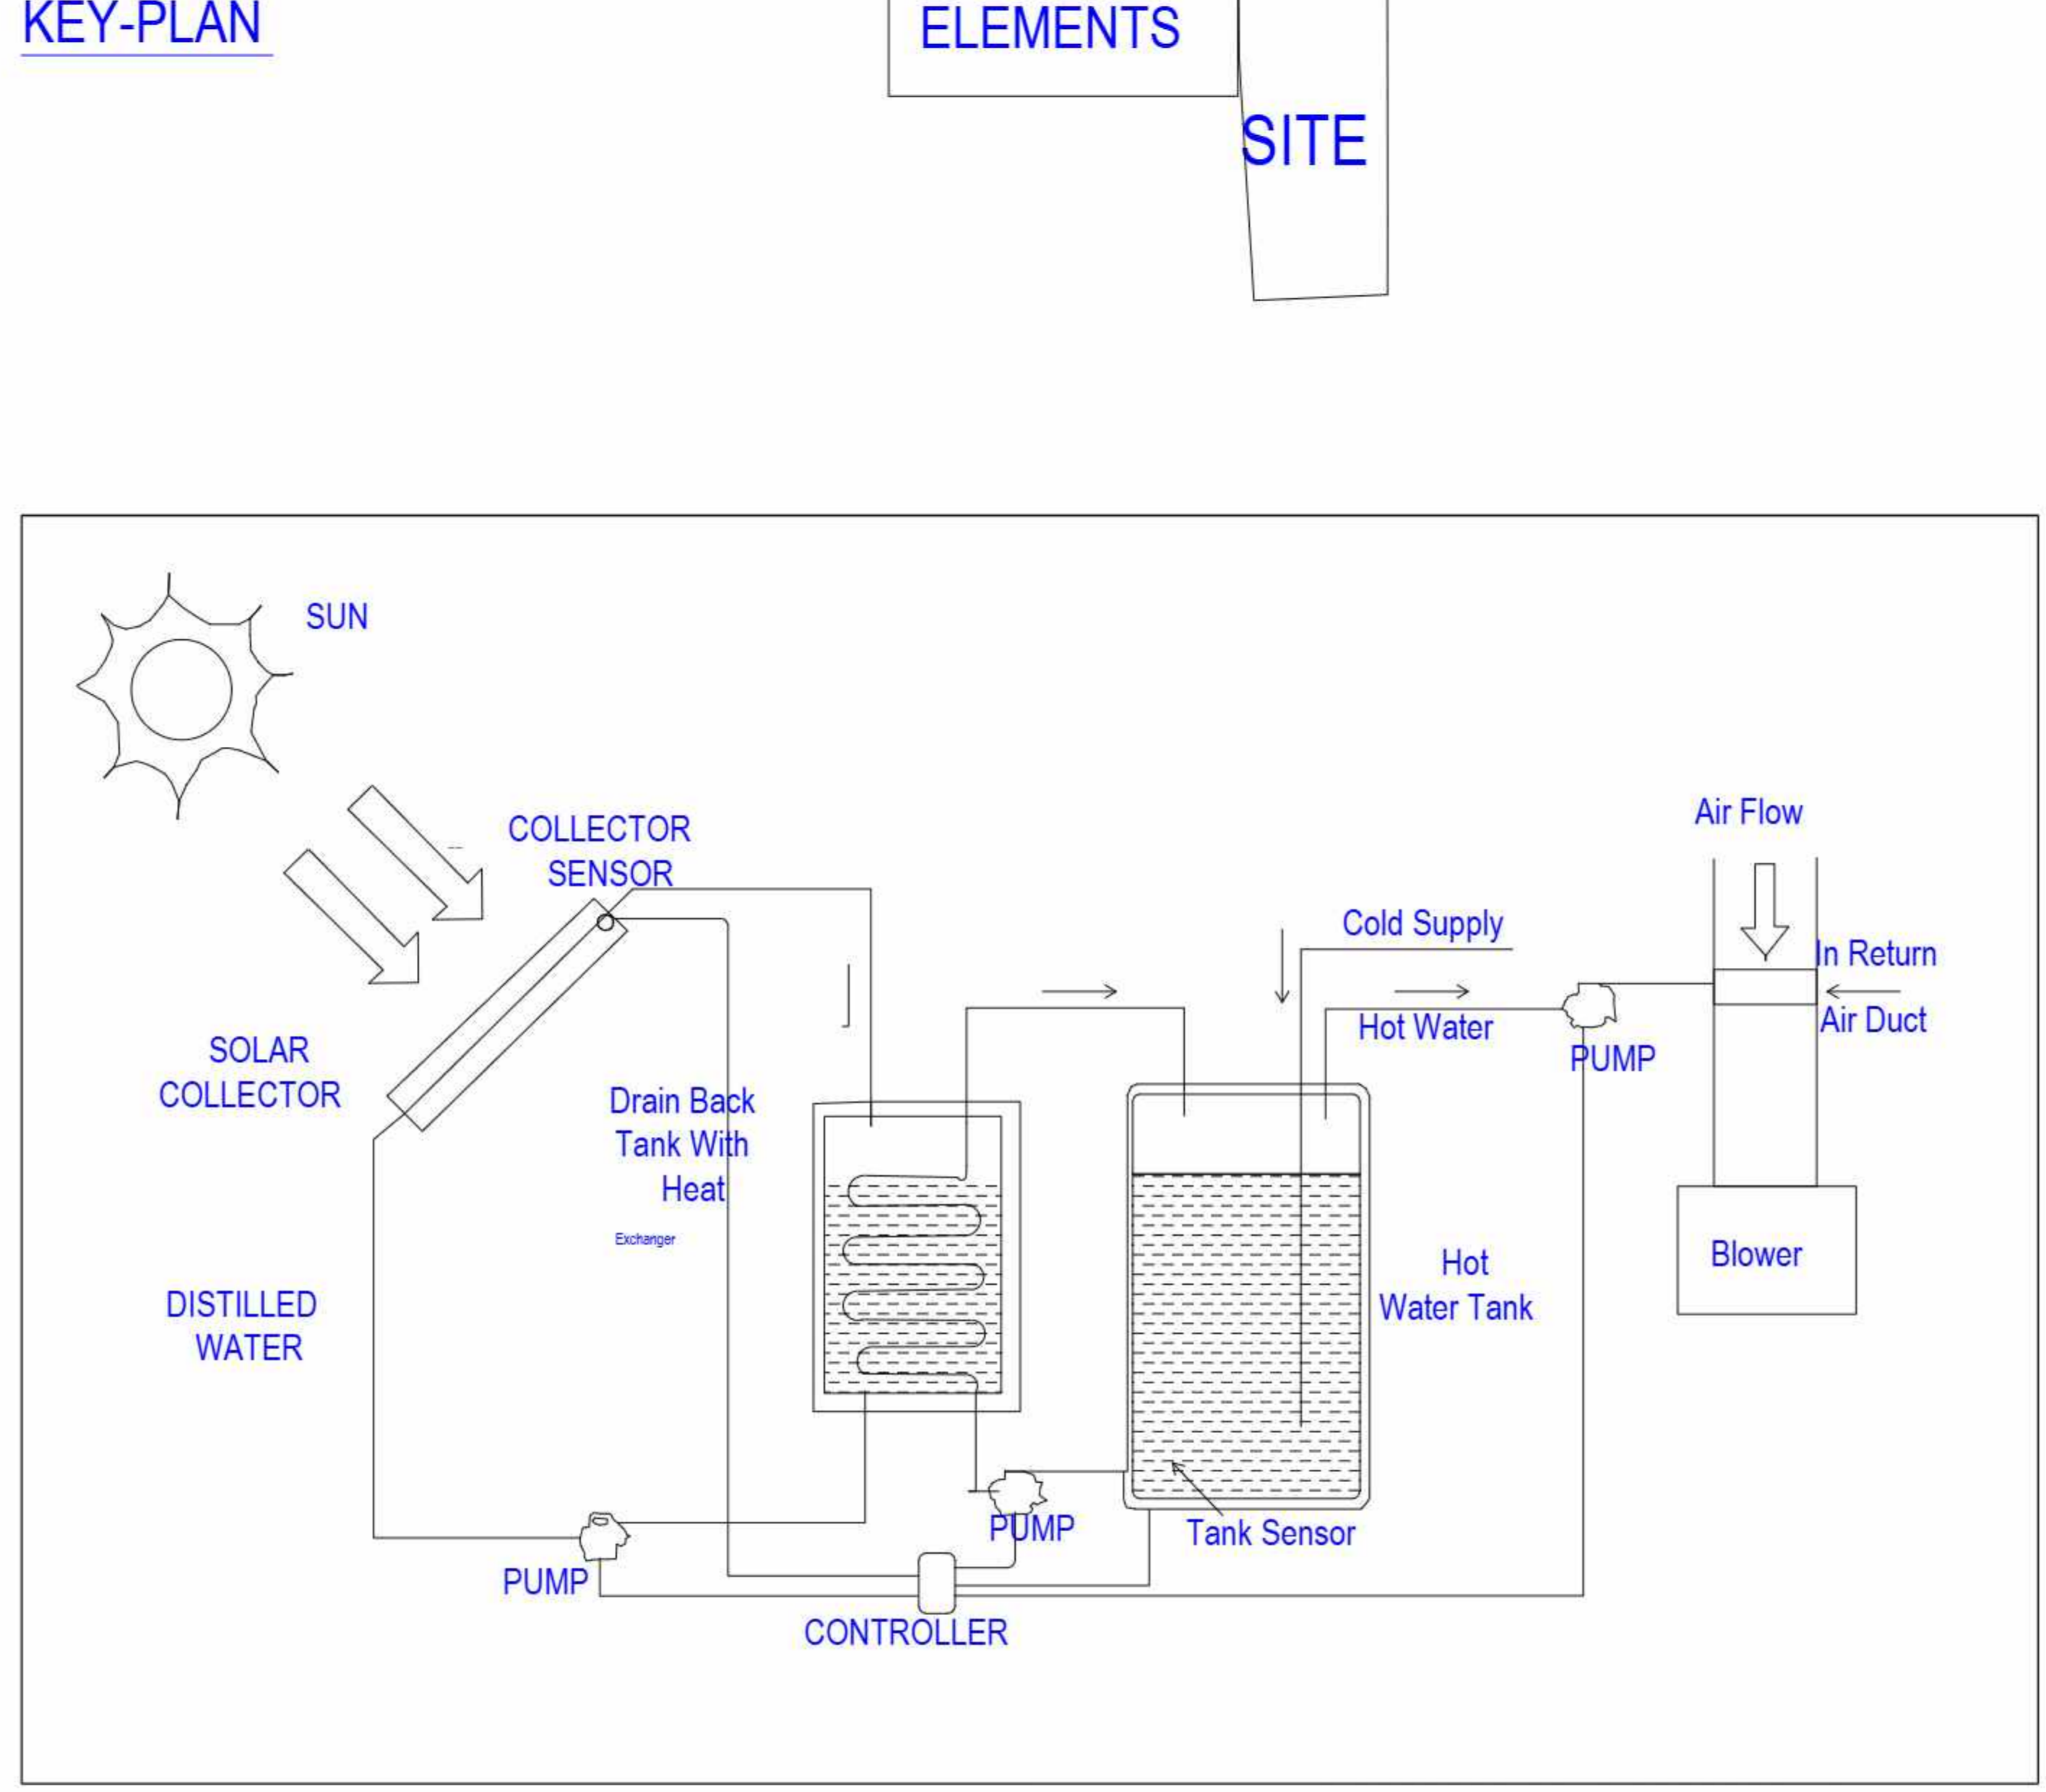 KEY-PLAN
ELEMENTS
SITE
SUN
COLLECTOR
SENSOR
SOLAR
COLLECTOR
DISTILLED
WATER
Drain Back
Tank With
Heat
Exchanger
PUMP
CONTROLLER
PUMP
Tank Sensor
Hot
Water Tank
Cold Supply
Hot Water
PUMP
Air Flow
In Return
Air Duct
Blower